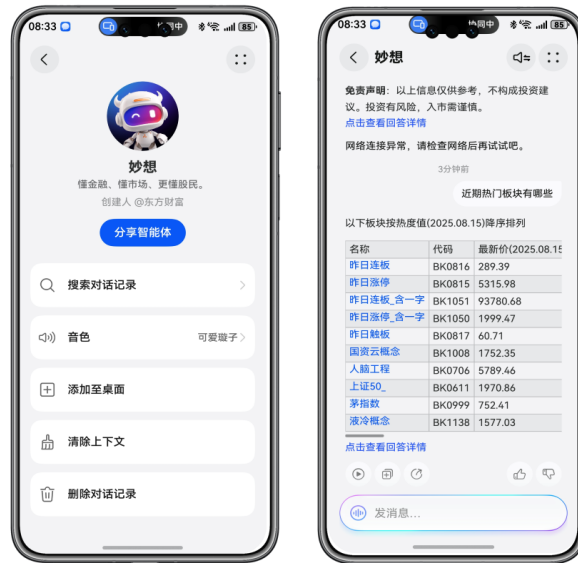 08:33
协同中
85
妙想
懂金融、懂市场、更懂股民。
创建人 @东方财富
分享智能体
搜索对话记录
音色 可爱璇子
添加至桌面
清除上下文
删除对话记录
08:33
协同中
85
妙想
免责声明：以上信息仅供参考，不构成投资建
议。投资有风险，入市需谨慎。
点击查看回答详情
网络连接异常，请检查网络后再试试吧。
3分钟前
近期热门板块有哪些
以下板块按热度值(2025.08.15)降序排列
名称 代码 最新价(2025.08.15
昨日连板 BK0816 289.39
昨日涨停 BK0815 5315.98
昨日连板_含一字 BK1051 93780.68
昨日涨停_含一字 BK1050 1999.47
昨日触板 BK0817 60.71
国资云概念 BK1008 1752.35
人脑工程 BK0706 5789.46
上证50_ BK0611 1970.86
茅指数 BK0999 752.41
液冷概念 BK1138 1577.03
点击查看回答详情
发消息...